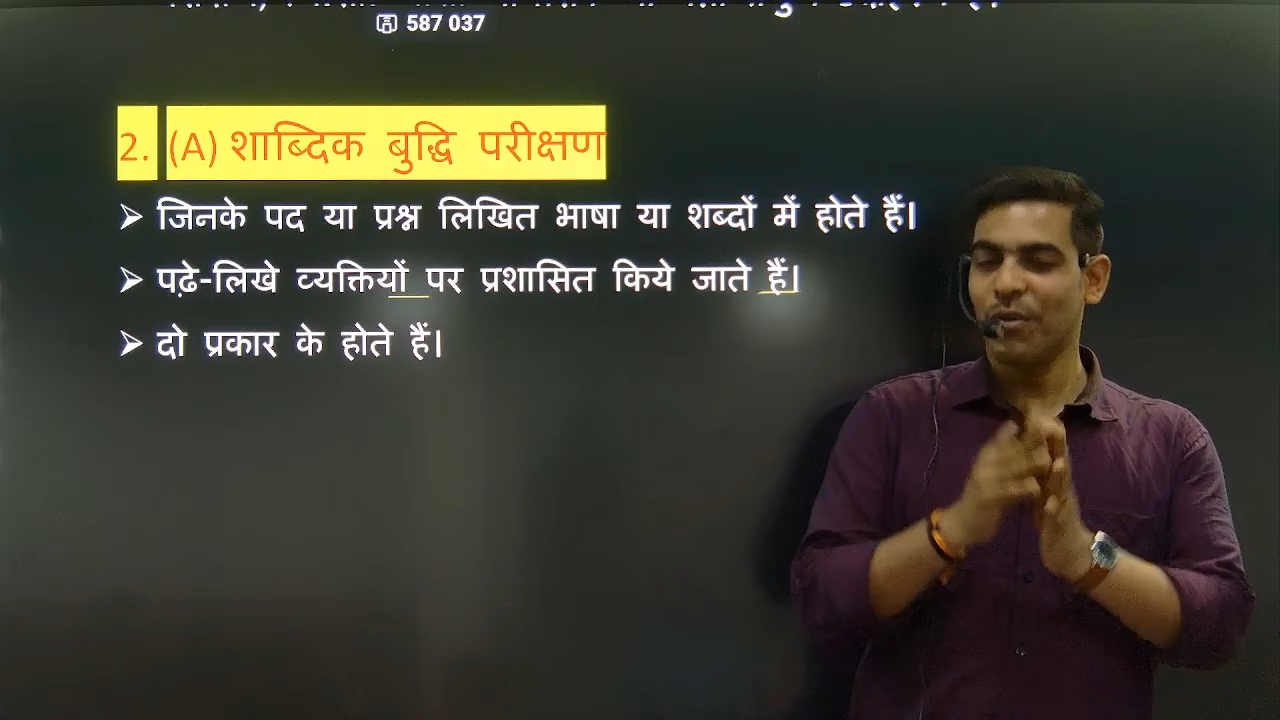 587 037
2. (A) शाब्दिक बुद्धि परीक्षण
➢ जिनके पद या प्रश्न लिखित भाषा या शब्दों में होते हैं।
➢ पढ़े-लिखे व्यक्तियों पर प्रशासित किये जाते हैं।
➢ दो प्रकार के होते हैं।